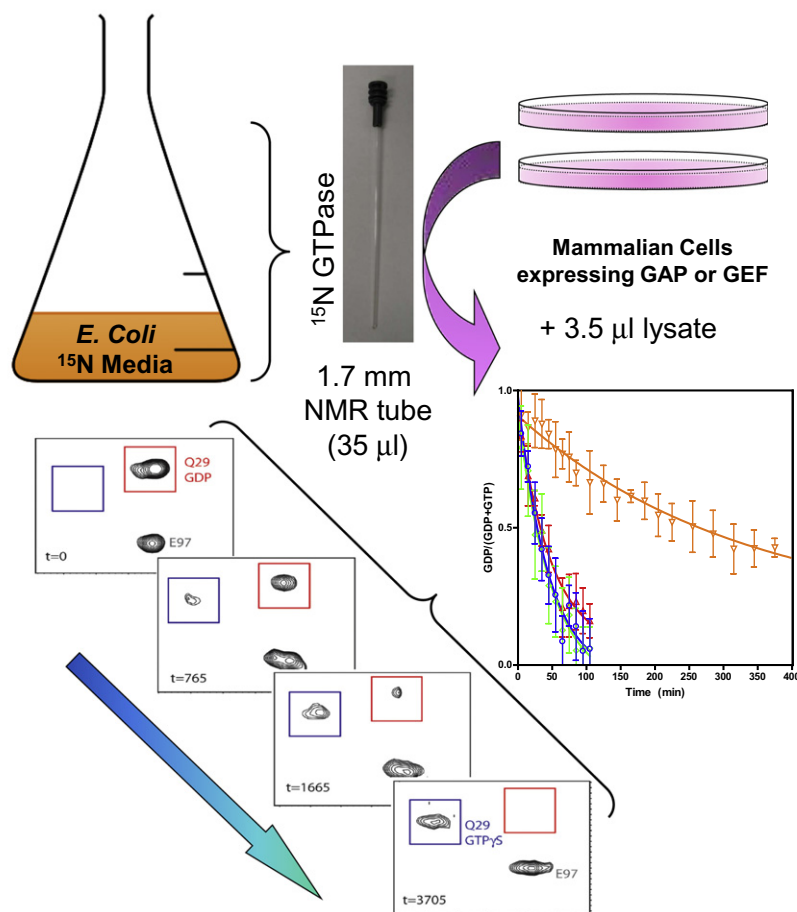 E. Coli
15N Media
15N GTPase
1.7 mm
NMR tube
(35 µl)
Mammalian Cells
expressing GAP or GEF
+ 3.5 µl lysate
Q29
GDP
E97
t=0
t=765
t=1665
Q29
GTPγS
E97
t=3705
GDP/(GDP+GTP)
1.0
0.5
0.0
0 50 100 150 200 250 300 350 400
Time (min)